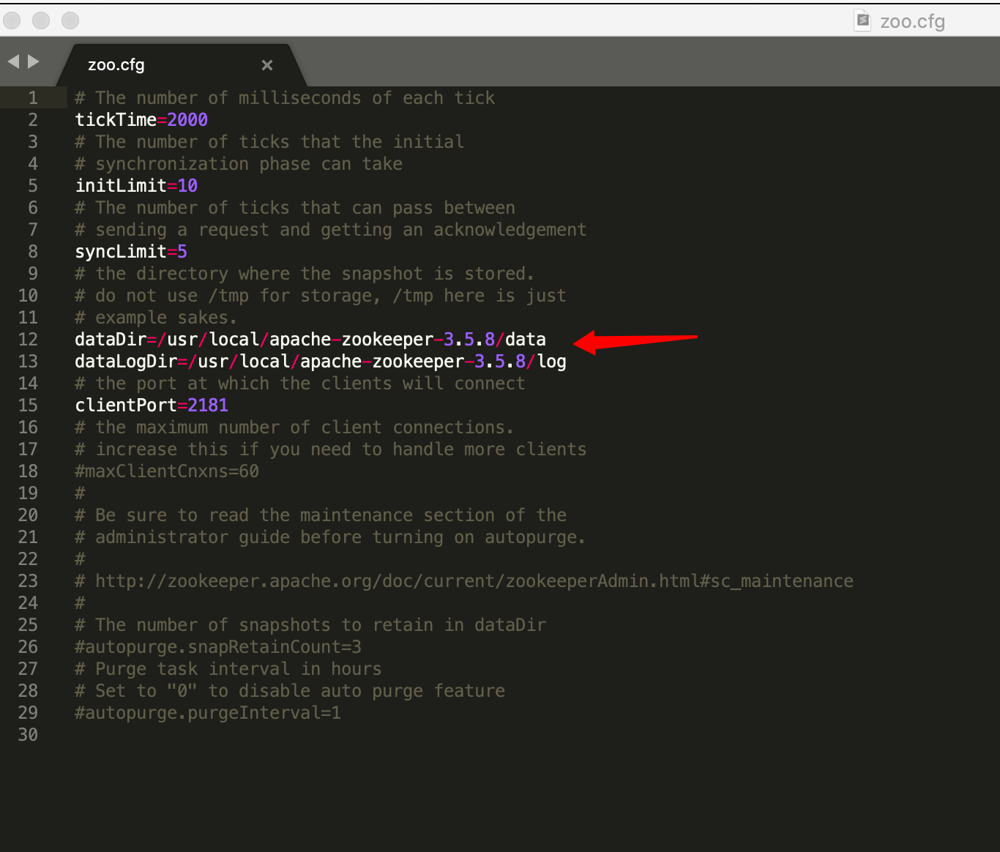 zoo.cfg
zoo.cfg ×
1 # The number of milliseconds of each tick
2 tickTime=2000
3 # The number of ticks that the initial
4 # synchronization phase can take
5 initLimit=10
6 # The number of ticks that can pass between
7 # sending a request and getting an acknowledgement
8 syncLimit=5
9 # the directory where the snapshot is stored.
10 # do not use /tmp for storage, /tmp here is just
11 # example sakes.
12 dataDir=/usr/local/apache-zookeeper-3.5.8/data
13 dataLogDir=/usr/local/apache-zookeeper-3.5.8/log
14 # the port at which the clients will connect
15 clientPort=2181
16 # the maximum number of client connections.
17 # increase this if you need to handle more clients
18 #maxClientCnxns=60
19 #
20 # Be sure to read the maintenance section of the
21 # administrator guide before turning on autopurge.
22 #
23 # http://zookeeper.apache.org/doc/current/zookeeperAdmin.html#sc_maintenance
24 #
25 # The number of snapshots to retain in dataDir
26 #autopurge.snapRetainCount=3
27 # Purge task interval in hours
28 # Set to "0" to disable auto purge feature
29 #autopurge.purgeInterval=1
30